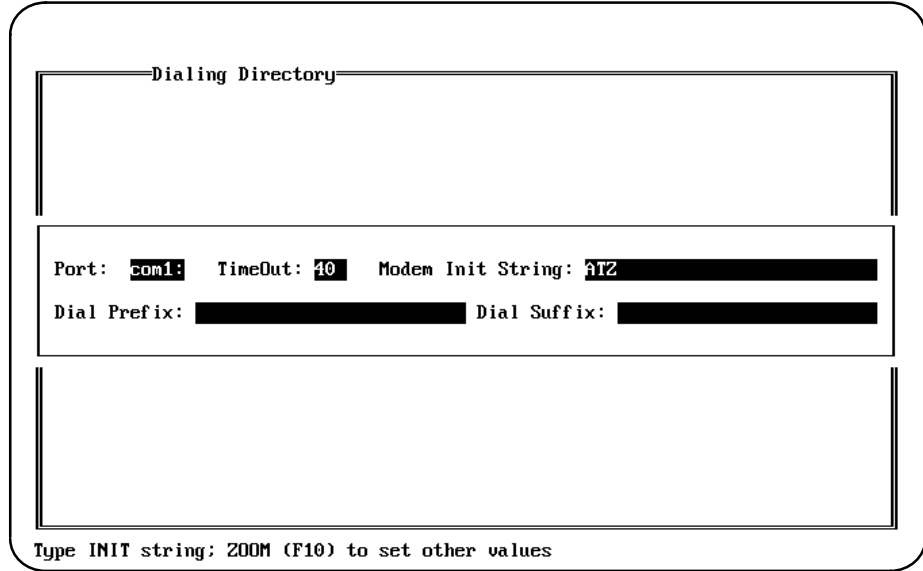 Dialing Directory
Port: com1: TimeOut: 40 Modem Init String: ATZ
Dial Prefix: Dial Suffix:
Type INIT string; ZOOM (F10) to set other values